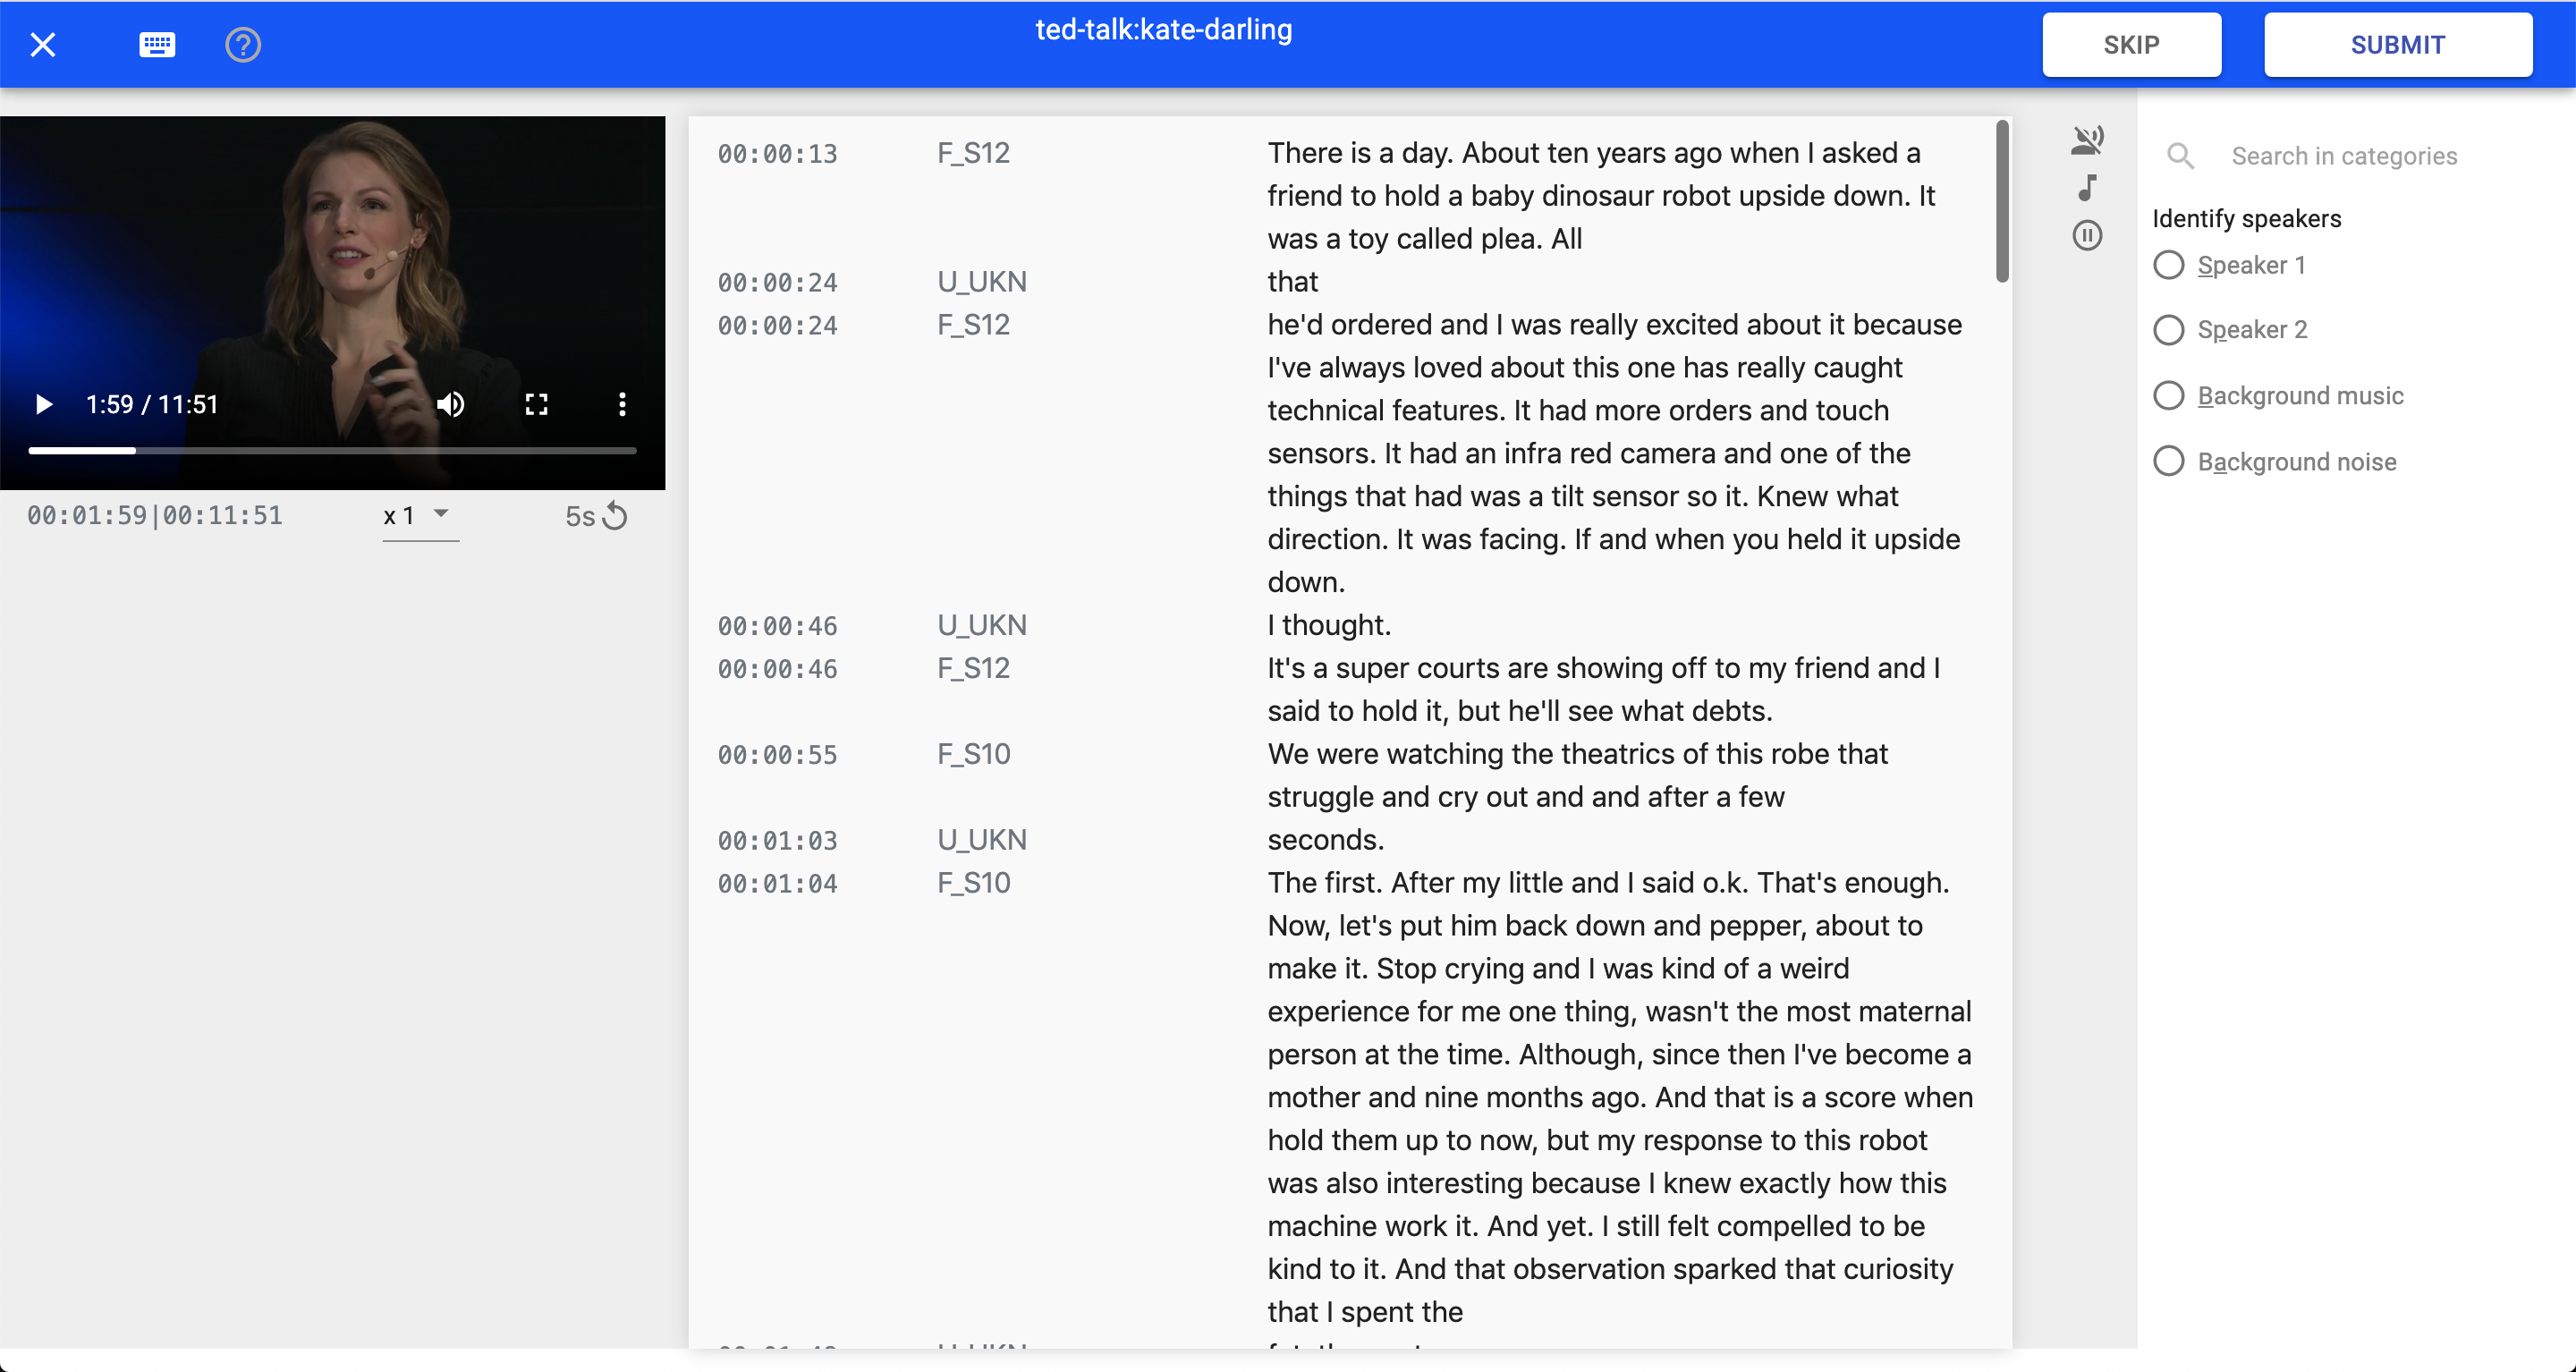 ted-talk:kate-darling
SKIP
SUBMIT
1:59 / 11:51
00:01:59|00:11:51
x 1
5s
00:00:13 F_S12 There is a day. About ten years ago when I asked a
friend to hold a baby dinosaur robot upside down. It
was a toy called plea. All
00:00:24 U_UKN that
00:00:24 F_S12 he'd ordered and I was really excited about it because
I've always loved about this one has really caught
technical features. It had more orders and touch
sensors. It had an infra red camera and one of the
things that had was a tilt sensor so it. Knew what
direction. It was facing. If and when you held it upside
down.
00:00:46 U_UKN I thought.
00:00:46 F_S12 It's a super courts are showing off to my friend and I
said to hold it, but he'll see what debts.
00:00:55 F_S10 We were watching the theatrics of this robe that
struggle and cry out and and after a few
00:01:03 U_UKN seconds.
00:01:04 F_S10 The first. After my little and I said o.k. That's enough.
Now, let's put him back down and pepper, about to
make it. Stop crying and I was kind of a weird
experience for me one thing, wasn't the most maternal
person at the time. Although, since then I've become a
mother and nine months ago. And that is a score when
hold them up to now, but my response to this robot
was also interesting because I knew exactly how this
machine work it. And yet. I still felt compelled to be
kind to it. And that observation sparked that curiosity
that I spent the
Search in categories
Identify speakers
Speaker 1
Speaker 2
Background music
Background noise